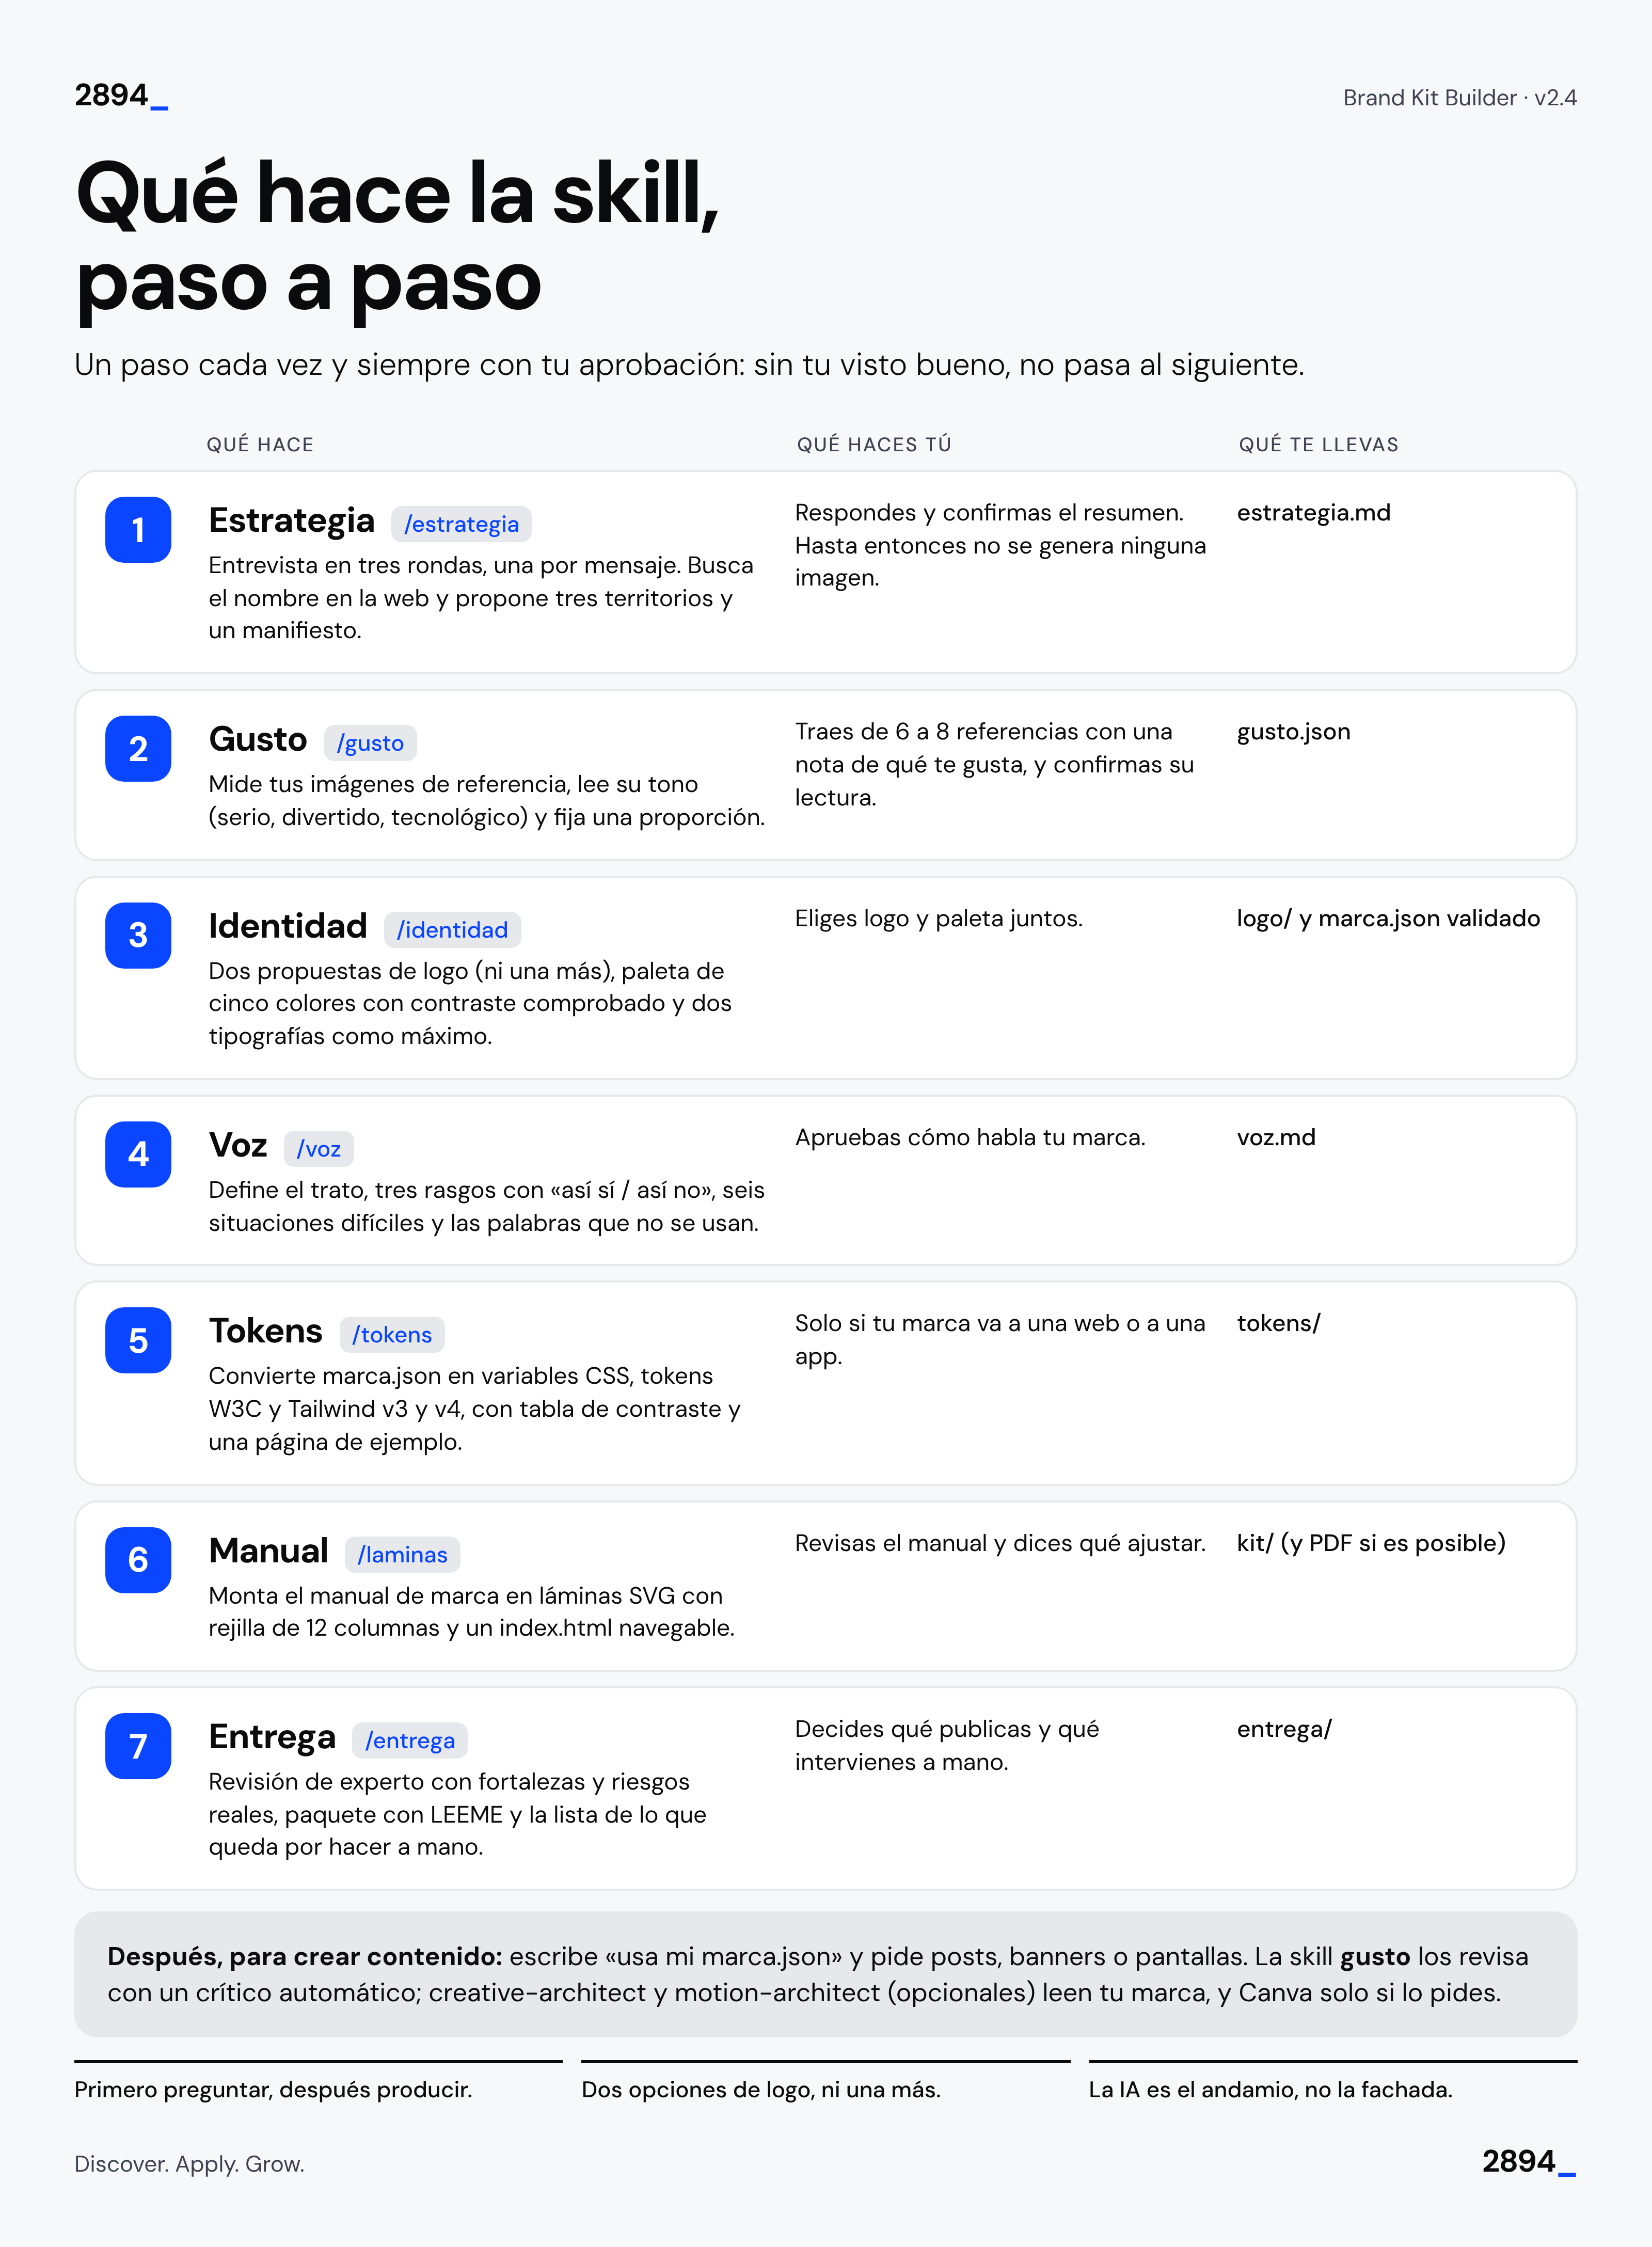 2894_
Brand Kit Builder · v2.4
Qué hace la skill,
paso a paso
Un paso cada vez y siempre con tu aprobación: sin tu visto bueno, no pasa al siguiente.
QUÉ HACE
QUÉ HACES TÚ
QUÉ TE LLEVAS
1
Estrategia /estrategia
Entrevista en tres rondas, una por mensaje. Busca
el nombre en la web y propone tres territorios y
un manifiesto.
Respondes y confirmas el resumen.
Hasta entonces no se genera ninguna
imagen.
estrategia.md
2
Gusto /gusto
Mide tus imágenes de referencia, lee su tono
(serio, divertido, tecnológico) y fija una proporción.
Traes de 6 a 8 referencias con una
nota de qué te gusta, y confirmas su
lectura.
gusto.json
3
Identidad /identidad
Dos propuestas de logo (ni una más), paleta de
cinco colores con contraste comprobado y dos
tipografías como máximo.
Eliges logo y paleta juntos.
logo/ y marca.json validado
4
Voz /voz
Define el trato, tres rasgos con «así sí / así no», seis
situaciones difíciles y las palabras que no se usan.
Apruebas cómo habla tu marca.
voz.md
5
Tokens /tokens
Convierte marca.json en variables CSS, tokens
W3C y Tailwind v3 y v4, con tabla de contraste y
una página de ejemplo.
Solo si tu marca va a una web o a una
app.
tokens/
6
Manual /laminas
Monta el manual de marca en láminas SVG con
rejilla de 12 columnas y un index.html navegable.
Revisas el manual y dices qué ajustar.
kit/ (y PDF si es posible)
7
Entrega /entrega
Revisión de experto con fortalezas y riesgos
reales, paquete con LEEME y la lista de lo que
queda por hacer a mano.
Decides qué publicas y qué
intervienes a mano.
entrega/
Después, para crear contenido: escribe «usa mi marca.json» y pide posts, banners o pantallas. La skill gusto los revisa
con un crítico automático; creative-architect y motion-architect (opcionales) leen tu marca, y Canva solo si lo pides.
Primero preguntar, después producir.
Dos opciones de logo, ni una más.
La IA es el andamio, no la fachada.
Discover. Apply. Grow.
2894_